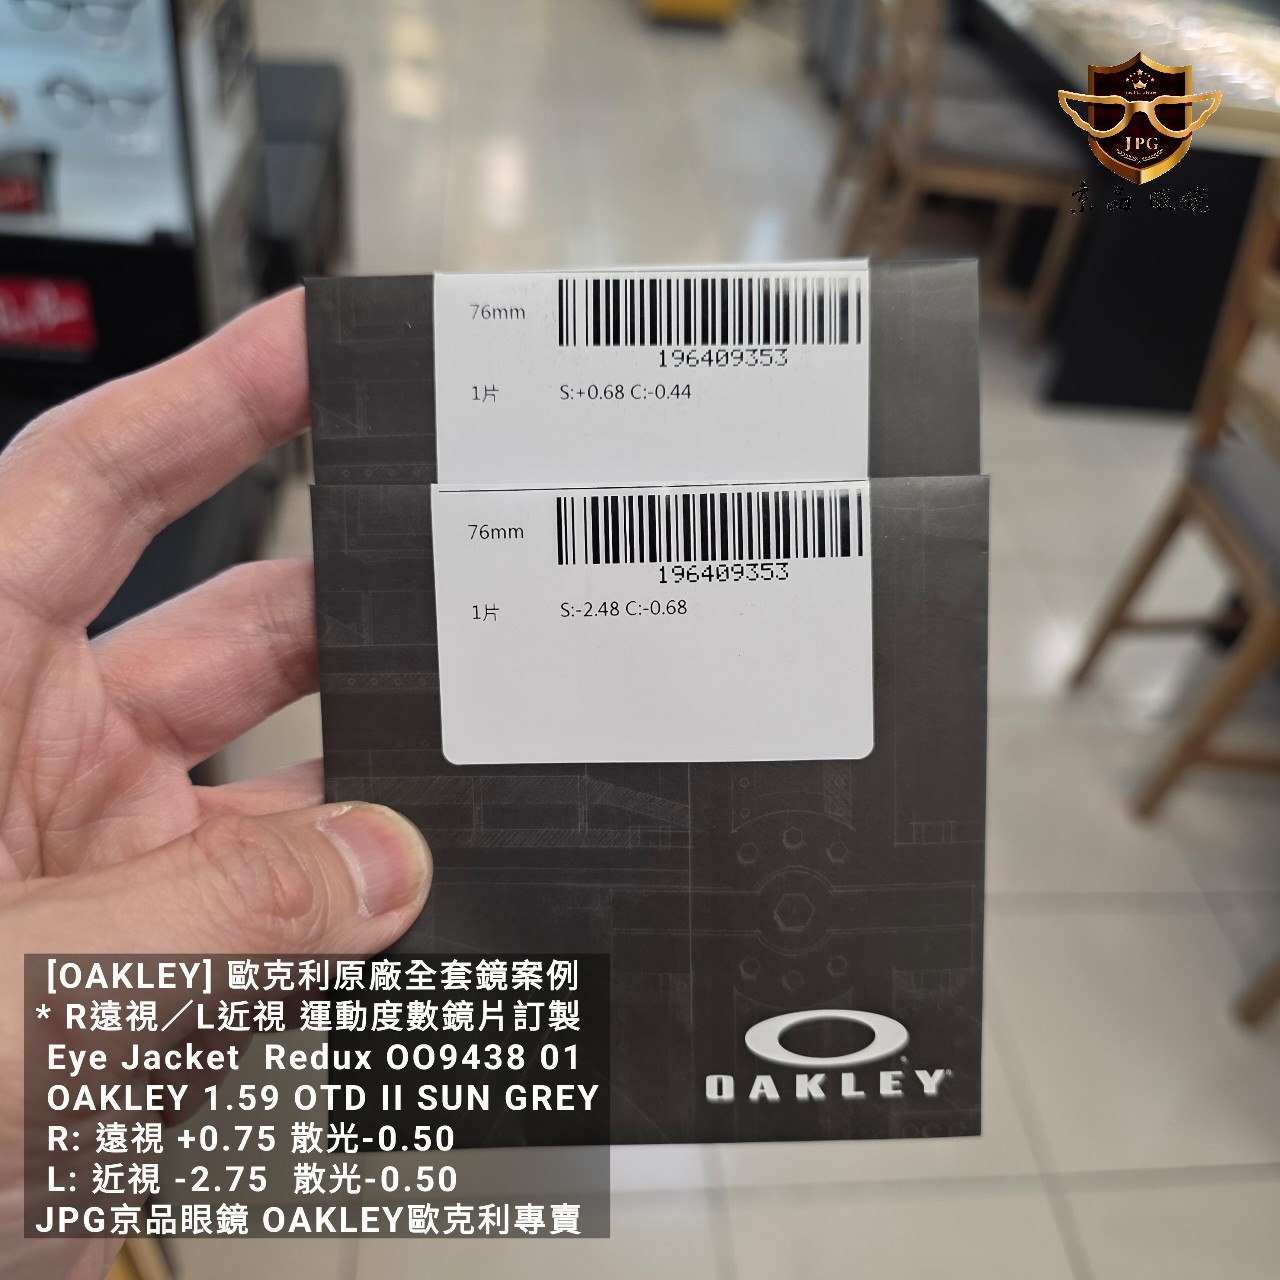 JPG
京品 眼鏡
76mm
196409353
1片 S:+0.68 C:-0.44
76mm
196409353
1片 S:-2.48 C:-0.68
OAKLEY
[OAKLEY] 歐克利原廠全套鏡案例
* R遠視／L近視 運動度數鏡片訂製
Eye Jacket Redux OO9438 01
OAKLEY 1.59 OTD II SUN GREY
R: 遠視 +0.75 散光-0.50
L: 近視 -2.75 散光-0.50
JPG京品眼鏡 OAKLEY歐克利專賣